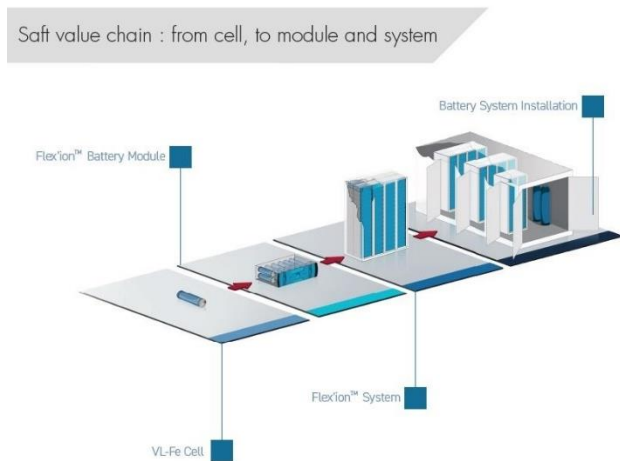 Saft value chain : from cell, to module and system
Battery System Installation
Flex'ion™ Battery Module
Flex'ion™ System
VL-Fe Cell